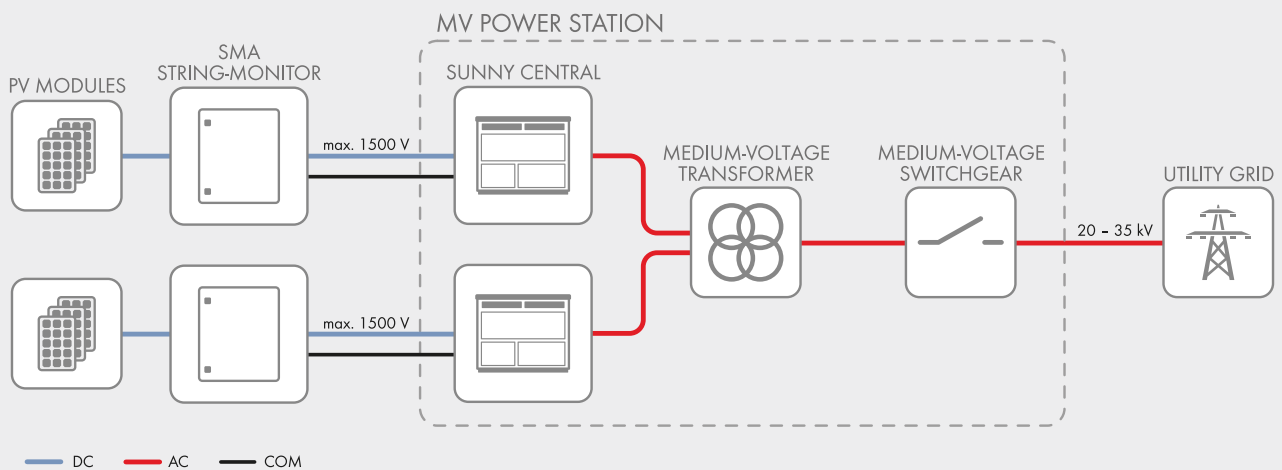 MV POWER STATION
SMA
STRING-MONITOR
PV MODULES
SUNNY CENTRAL
max. 1500 V
MEDIUM-VOLTAGE
TRANSFORMER
MEDIUM-VOLTAGE
SWITCHGEAR
UTILITY GRID
20 – 35 kV
max. 1500 V
DC
AC
COM